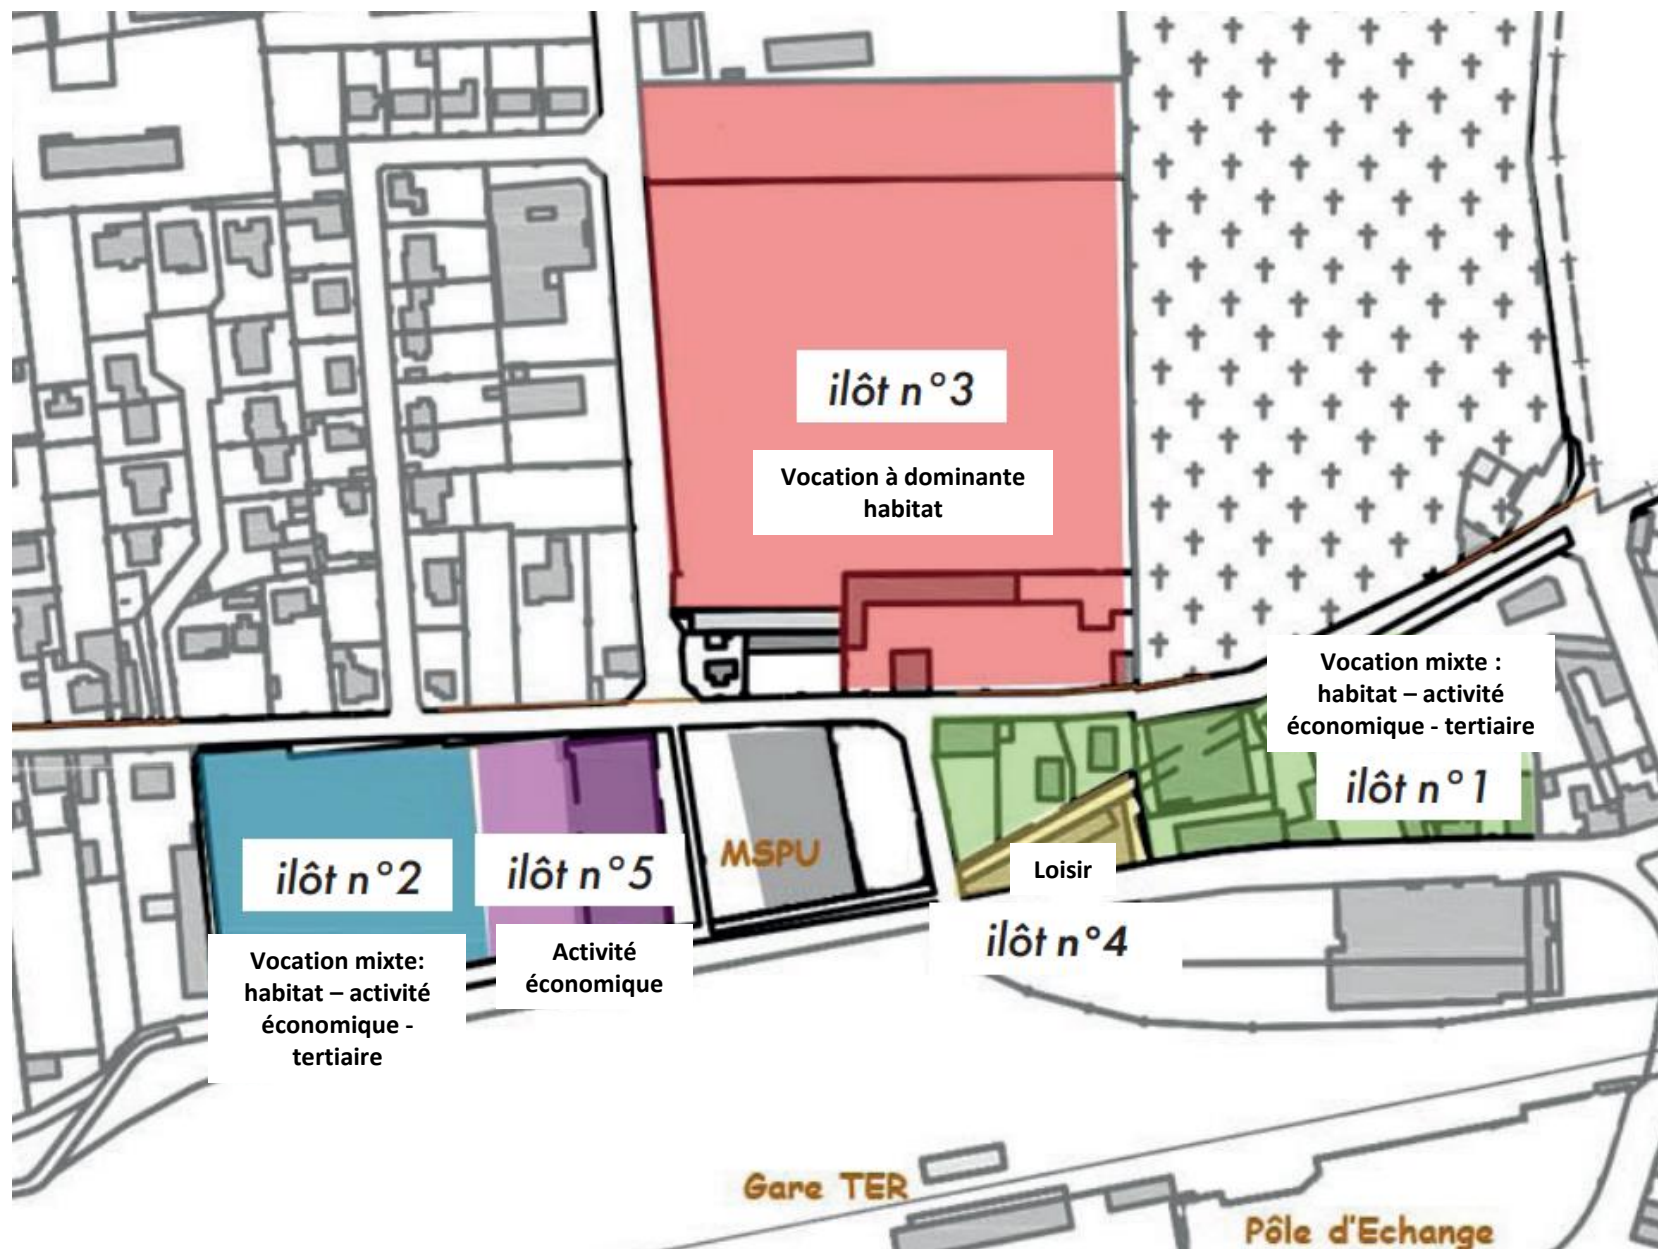 ilôt n°3
Vocation à dominante
habitat
Vocation mixte :
habitat – activité
économique - tertiaire
ilôt n°1
MSPU
ilôt n°2
ilôt n°5
Loisir
ilôt n°4
Vocation mixte:
habitat – activité
économique -
tertiaire
Activité
économique
Gare TER
Pôle d'Echange